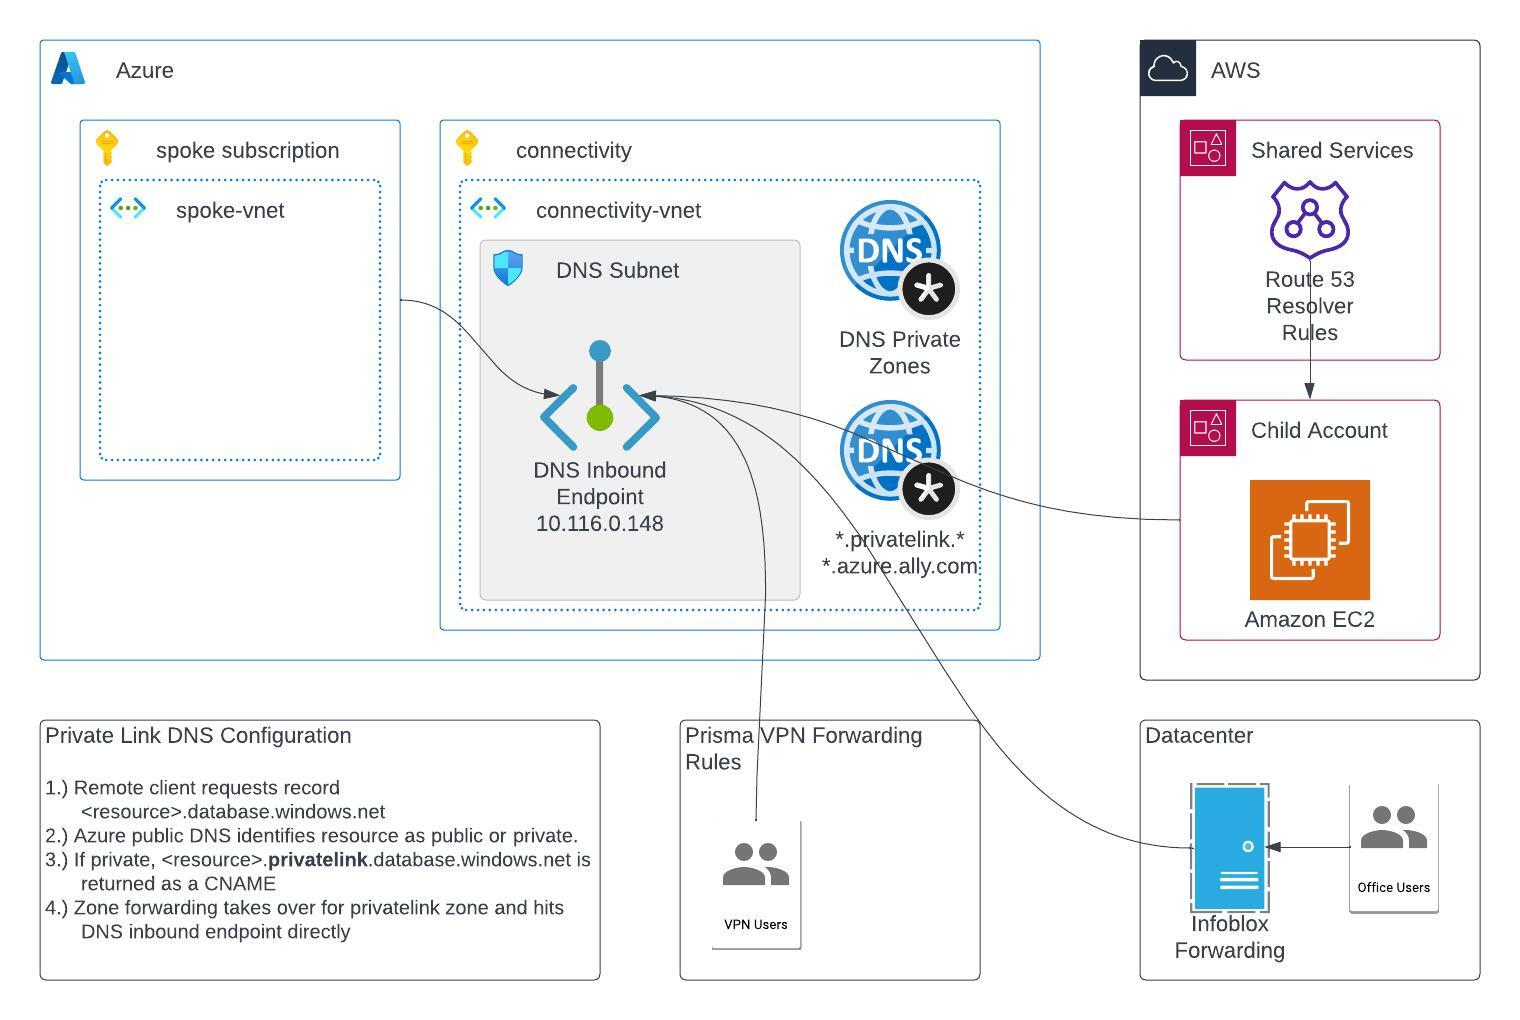 Azure
AWS
spoke subscription
spoke-vnet
connectivity
connectivity-vnet
DNS Subnet
DNS Inbound
Endpoint
10.116.0.148
DNS
DNS Private
Zones
DNS
*.privatelink.*
*.azure.ally.com
Shared Services
Route 53
Resolver
Rules
Child Account
Amazon EC2
Private Link DNS Configuration
1.) Remote client requests record
<resource>.database.windows.net
2.) Azure public DNS identifies resource as public or private.
3.) If private, <resource>.privatelink.database.windows.net is
returned as a CNAME
4.) Zone forwarding takes over for privatelink zone and hits
DNS inbound endpoint directly
Prisma VPN Forwarding
Rules
VPN Users
Datacenter
Infoblox
Forwarding
Office Users